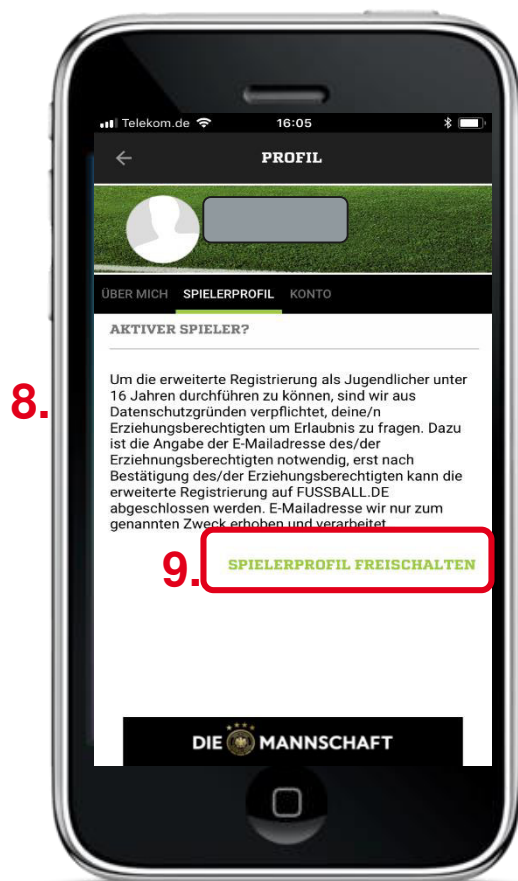 Telekom.de 16:05
PROFIL
ÜBER MICH SPIELERPROFIL KONTO
AKTIVER SPIELER?
8.
Um die erweiterte Registrierung als Jugendlicher unter
16 Jahren durchführen zu können, sind wir aus
Datenschutzgründen verpflichtet, deine/n
Erziehungsberechtigten um Erlaubnis zu fragen. Dazu
ist die Angabe der E-Mailadresse des/der
Erziehnungsberechtigten notwendig, erst nach
Bestätigung des/der Erziehungsberechtigten kann die
erweiterte Registrierung auf FUSSBALL.DE
abgeschlossen werden. E-Mailadresse wir nur zum
genannten Zweck erhoben und verarbeitet
9. SPIELERPROFIL FREISCHALTEN
DIE MANNSCHAFT